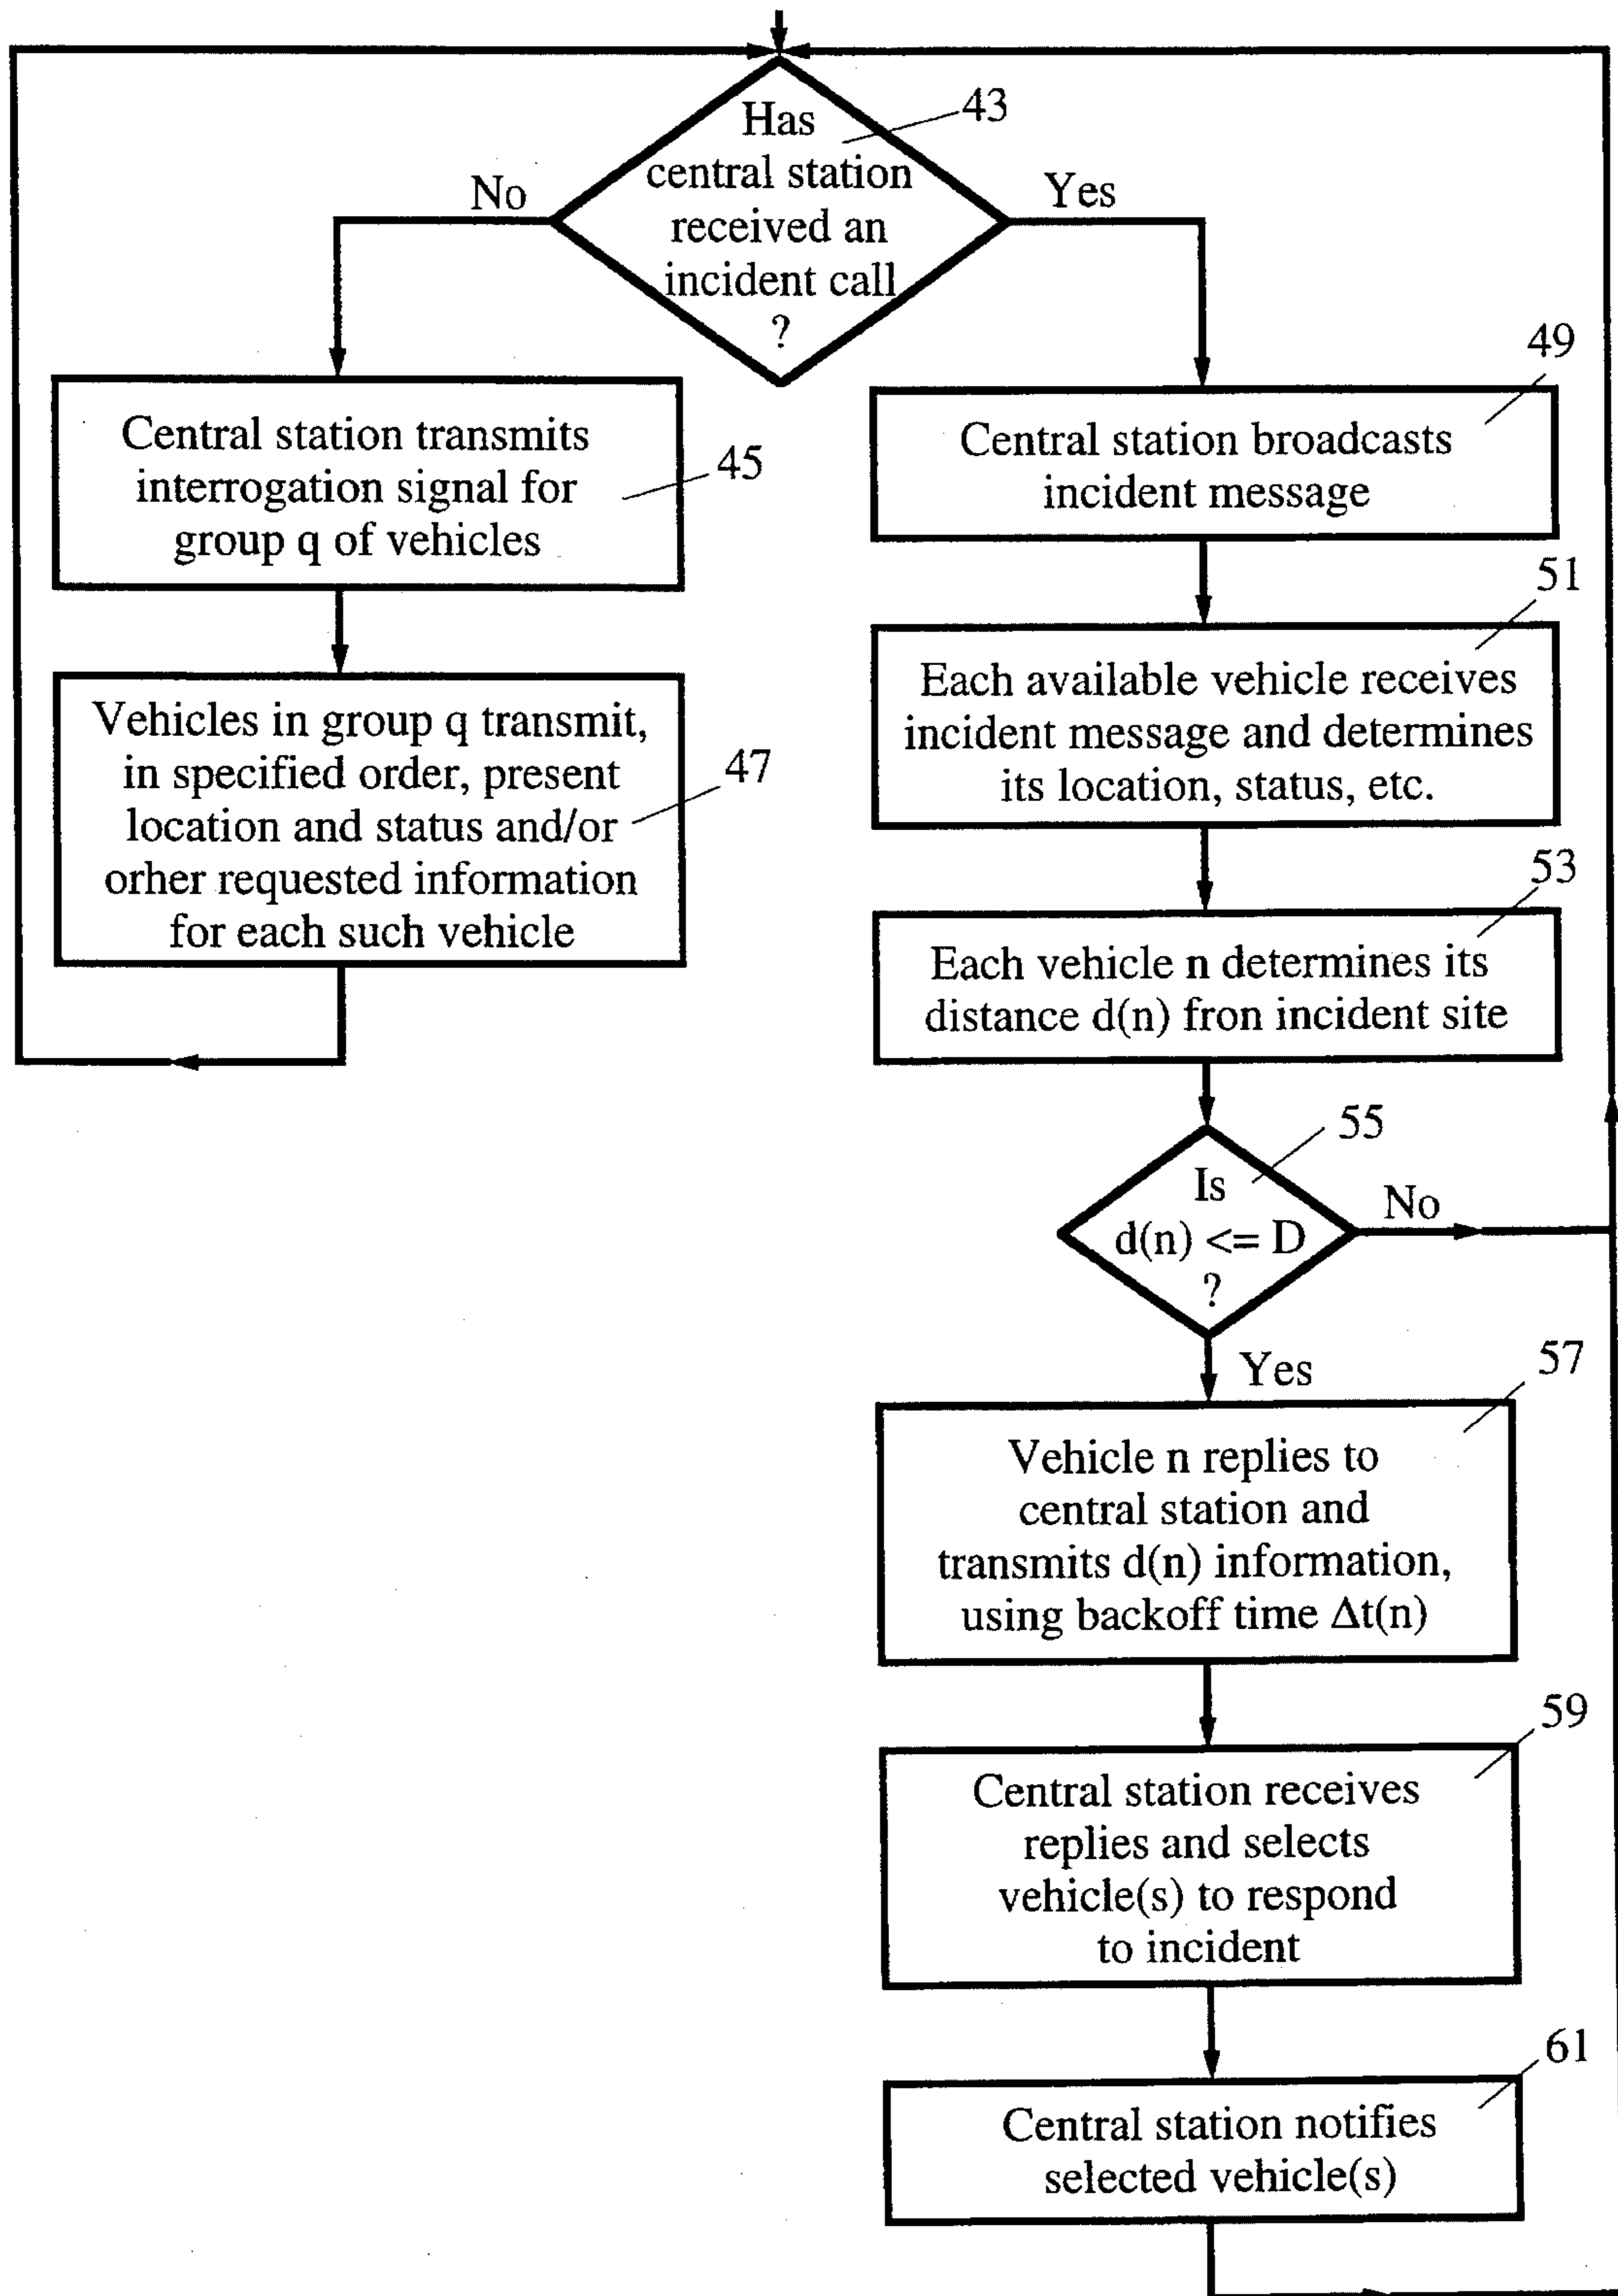 Has
central station
received an
incident call
?
43
No
Yes
Central station transmits
interrogation signal for
group q of vehicles
45
Vehicles in group q transmit,
in specified order, present
location and status and/or
orher requested information
for each such vehicle
47
49
Central station broadcasts
incident message
51
Each available vehicle receives
incident message and determines
its location, status, etc.
53
Each vehicle n determines its
distance d(n) fron incident site
55
Is
d(n) <= D
?
No
Yes
57
Vehicle n replies to
central station and
transmits d(n) information,
using backoff time Δt(n)
59
Central station receives
replies and selects
vehicle(s) to respond
to incident
61
Central station notifies
selected vehicle(s)